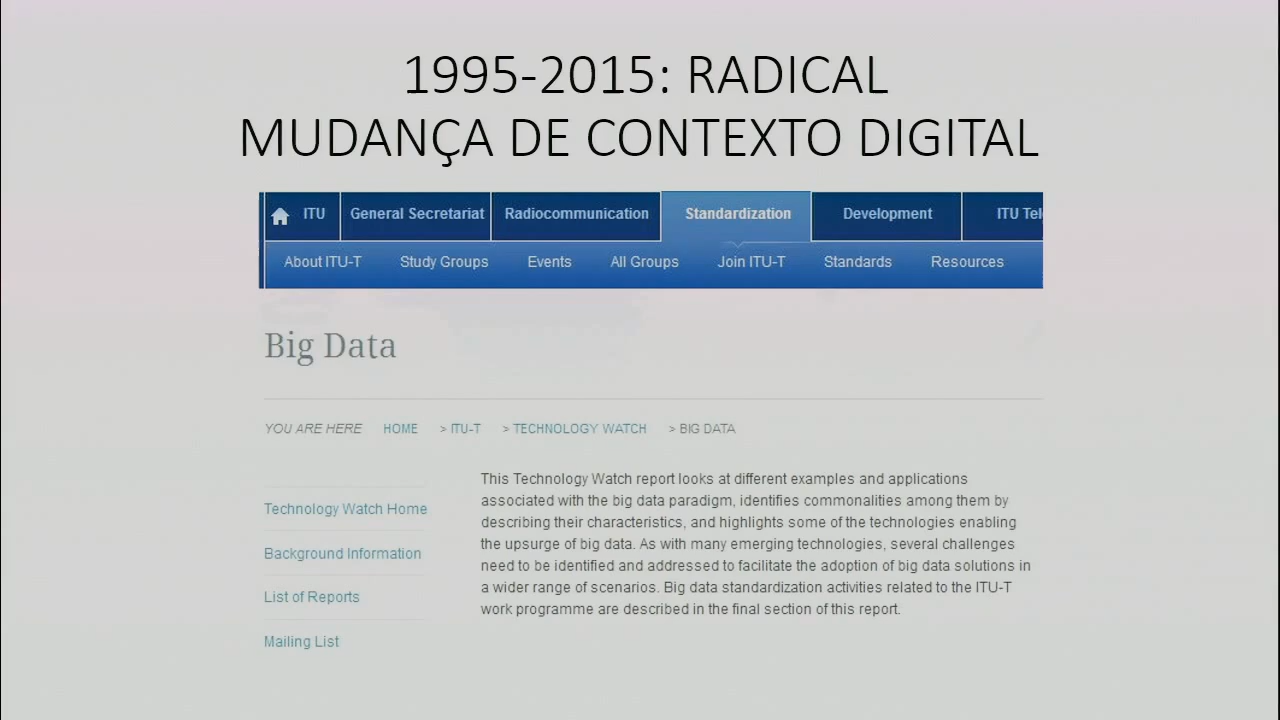 1995-2015: RADICAL
MUDANÇA DE CONTEXTO DIGITAL
ITU General Secretariat Radiocommunication Standardization Development ITU Tel
About ITU-T Study Groups Events All Groups Join ITU-T Standards Resources
Big Data
YOU ARE HERE HOME > ITU-T > TECHNOLOGY WATCH > BIG DATA
Technology Watch Home
Background Information
List of Reports
Mailing List
This Technology Watch report looks at different examples and applications
associated with the big data paradigm, identifies commonalities among them by
describing their characteristics, and highlights some of the technologies enabling
the upsurge of big data. As with many emerging technologies, several challenges
need to be identified and addressed to facilitate the adoption of big data solutions in
a wider range of scenarios. Big data standardization activities related to the ITU-T
work programme are described in the final section of this report.